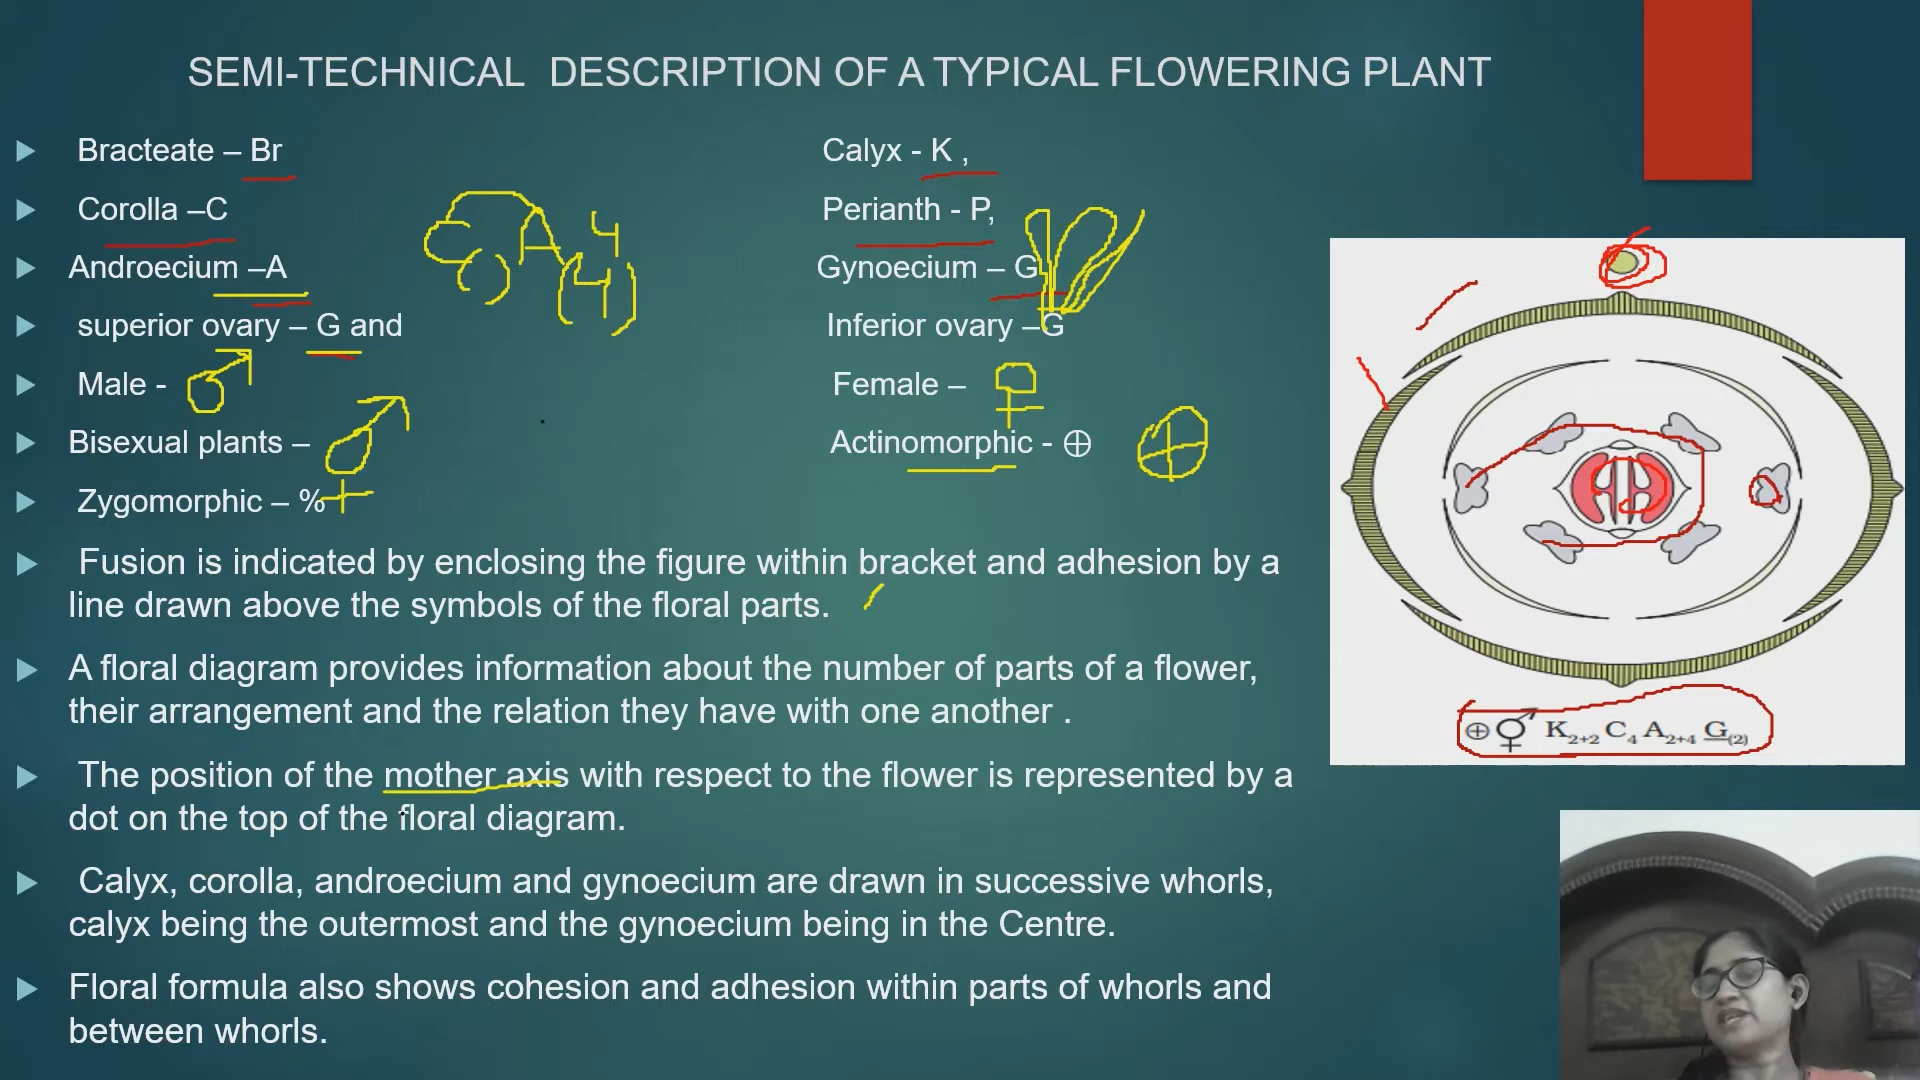 SEMI-TECHNICAL DESCRIPTION OF A TYPICAL FLOWERING PLANT
Bracteate – Br
Calyx - K ,
Corolla –C
Perianth - P,
Androecium –A
Gynoecium – G
superior ovary – G and
Inferior ovary –G
Male - ♂
Female – ♀
Bisexual plants – ⚥
Actinomorphic - ⊕ ⊕
Zygomorphic – %
C() A4
(4)
Fusion is indicated by enclosing the figure within bracket and adhesion by a
line drawn above the symbols of the floral parts.
A floral diagram provides information about the number of parts of a flower,
their arrangement and the relation they have with one another .
The position of the mother axis with respect to the flower is represented by a
dot on the top of the floral diagram.
Calyx, corolla, androecium and gynoecium are drawn in successive whorls,
calyx being the outermost and the gynoecium being in the Centre.
Floral formula also shows cohesion and adhesion within parts of whorls and
between whorls.
⊕ ⚥ K2+2 C4 A2+4 G(2)